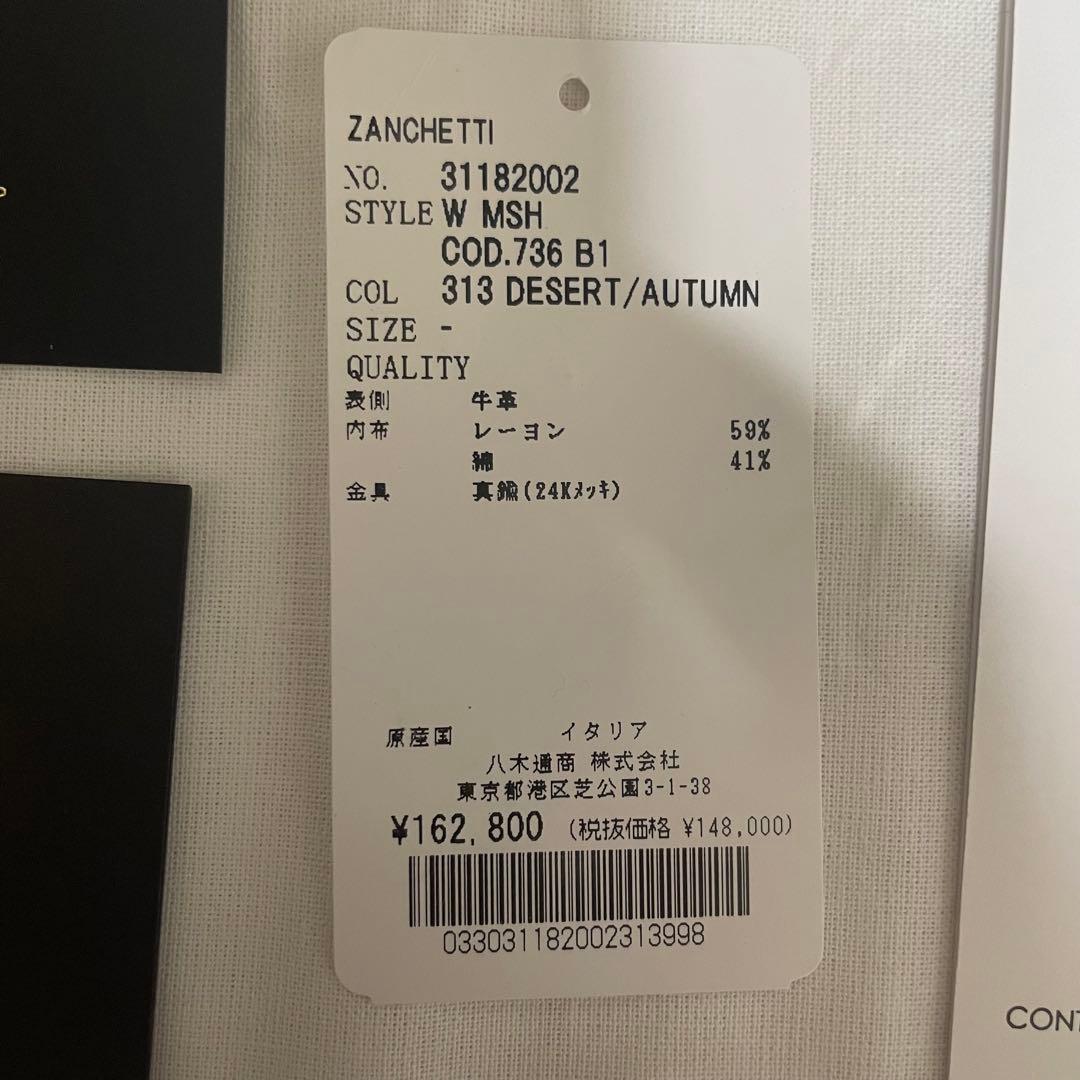 ZANCHETTI
NO. 31182002
STYLE W MSH
COD.736 B1
COL 313 DESERT/AUTUMN
SIZE -
QUALITY
表側 牛革
内布 レーヨン 59%
綿 41%
金具 真鍮(24Kメッキ)
原産国 イタリア
八木通商 株式会社
東京都港区芝公園3-1-38
¥162,800 (税抜価格 ¥148,000)
033031182002313998